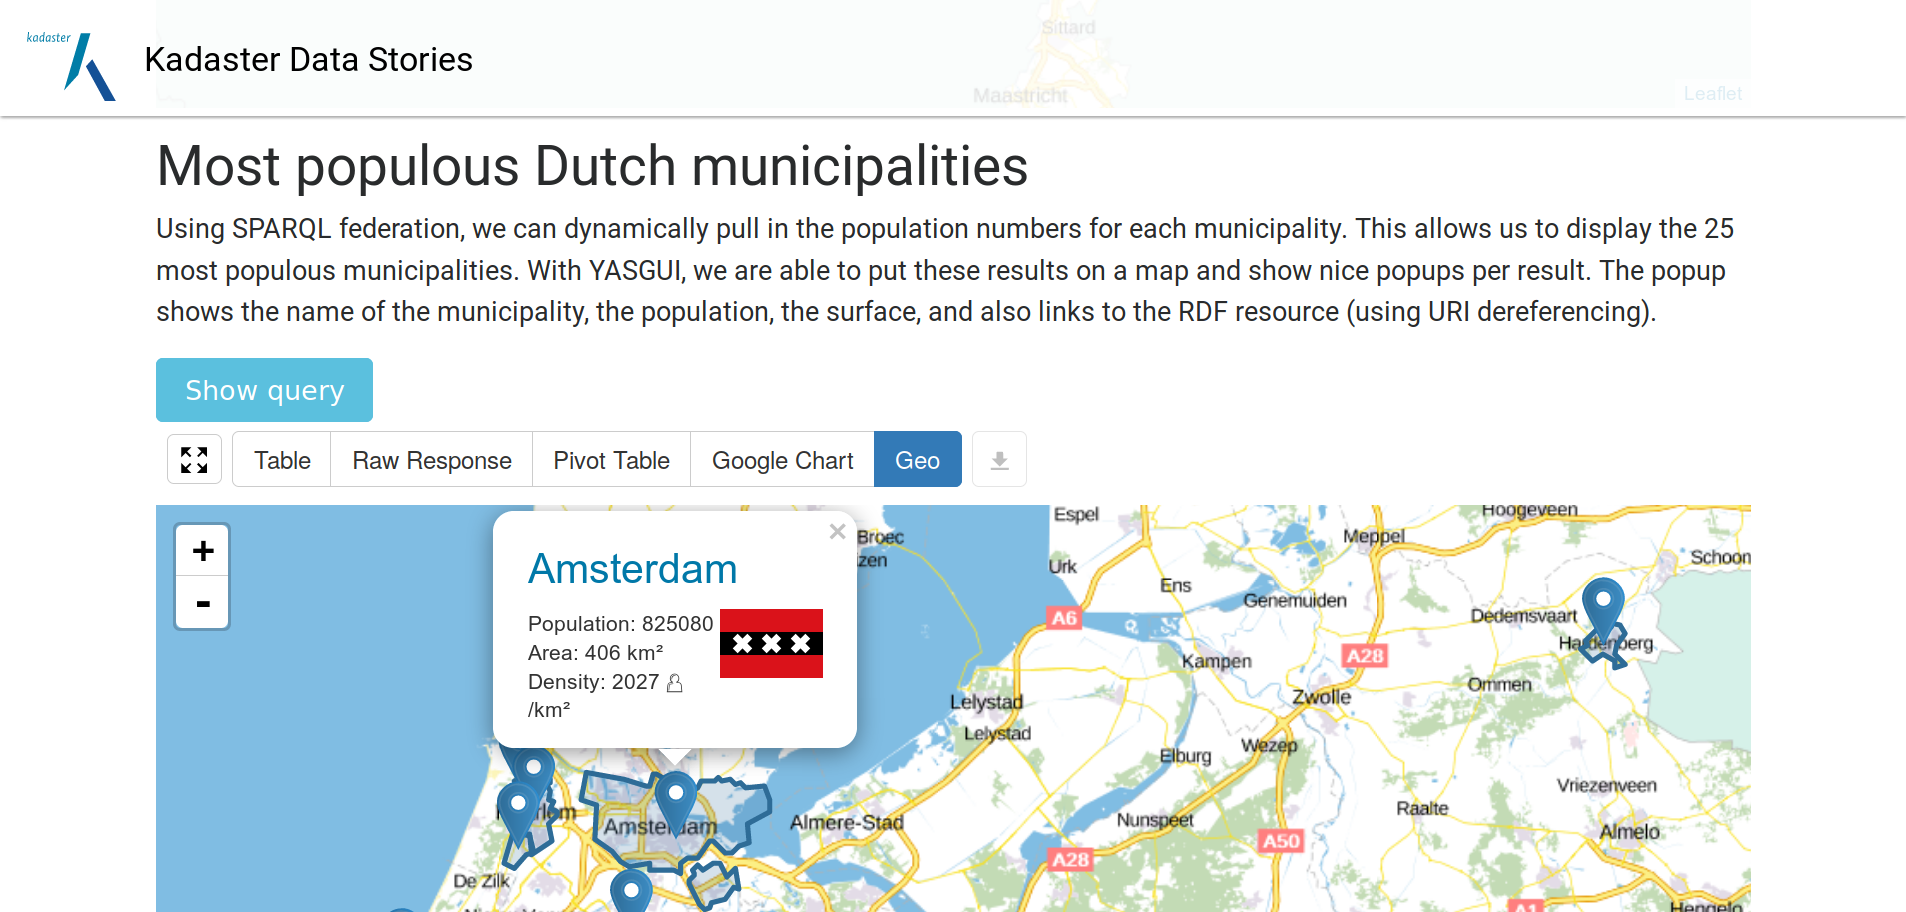 kadaster
Kadaster Data Stories
Sittard
Maastricht
Leaflet
Most populous Dutch municipalities
Using SPARQL federation, we can dynamically pull in the population numbers for each municipality. This allows us to display the 25
most populous municipalities. With YASGUI, we are able to put these results on a map and show nice popups per result. The popup
shows the name of the municipality, the population, the surface, and also links to the RDF resource (using URI dereferencing).
Show query
Table
Raw Response
Pivot Table
Google Chart
Geo
+
-
×
Amsterdam
Population: 825080
Area: 406 km²
Density: 2027
/km²
Broec
zen
Espel
Hoogeveen
Meppel
Urk
Schoon
Ens
Genemuiden
A6
Dedemsvaart
Hardenberg
A28
Kampen
Ommen
Zwolle
Lelystad
Lelystad
Wezep
Elburg
Vriezenveen
Raalte
Amsterdam
Almere-Stad
Nunspeet
Almelo
A50
A28
De Zilk
A1
Hengelo